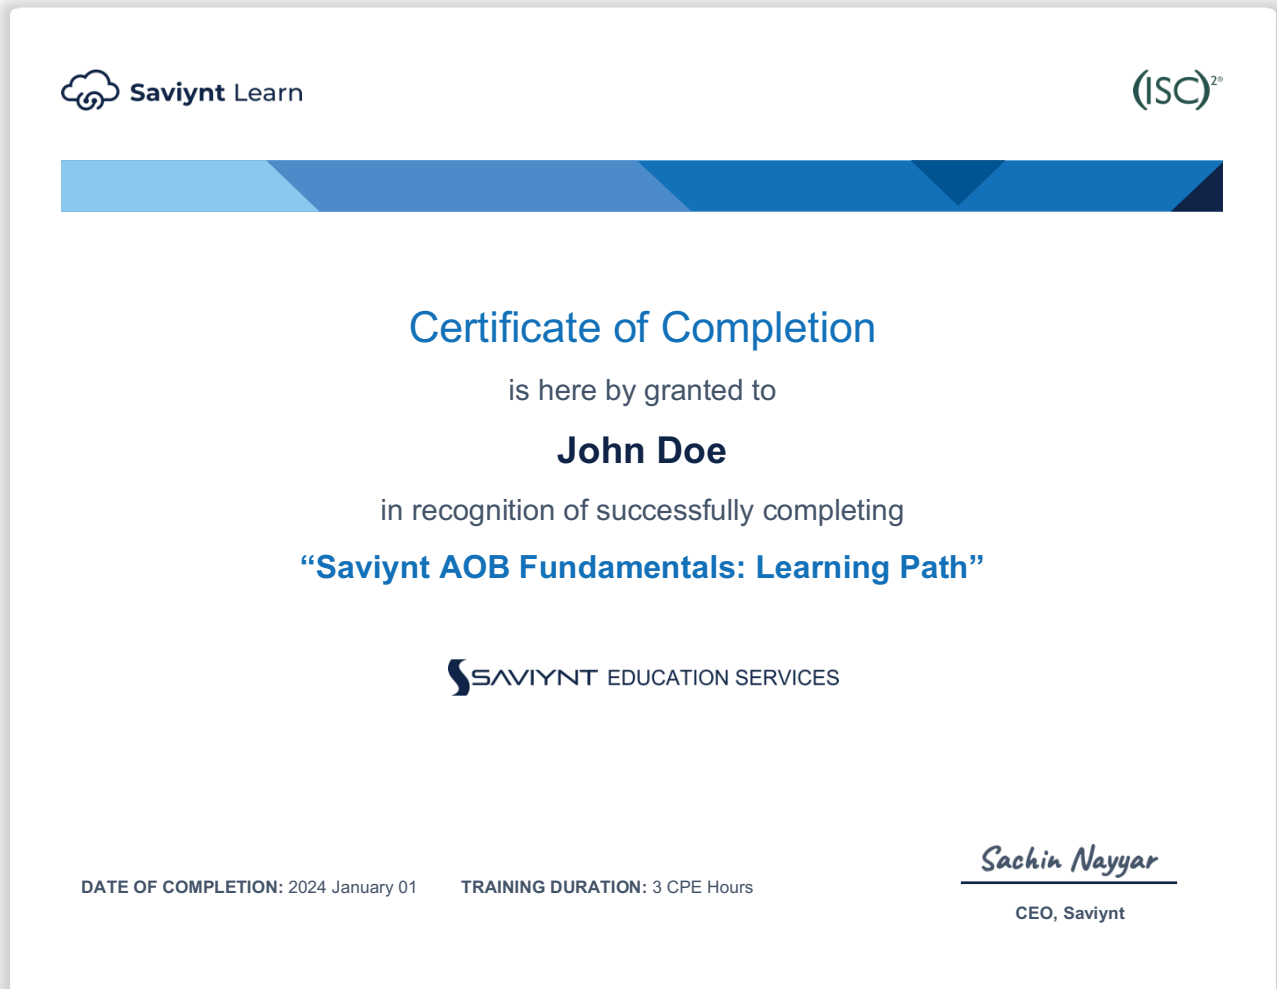 Saviynt Learn
(ISC)2®
Certificate of Completion
is here by granted to
John Doe
in recognition of successfully completing
“Saviynt AOB Fundamentals: Learning Path”
SAVIYNT EDUCATION SERVICES
Sachin Nayyar
DATE OF COMPLETION: 2024 January 01 TRAINING DURATION: 3 CPE Hours
CEO, Saviynt